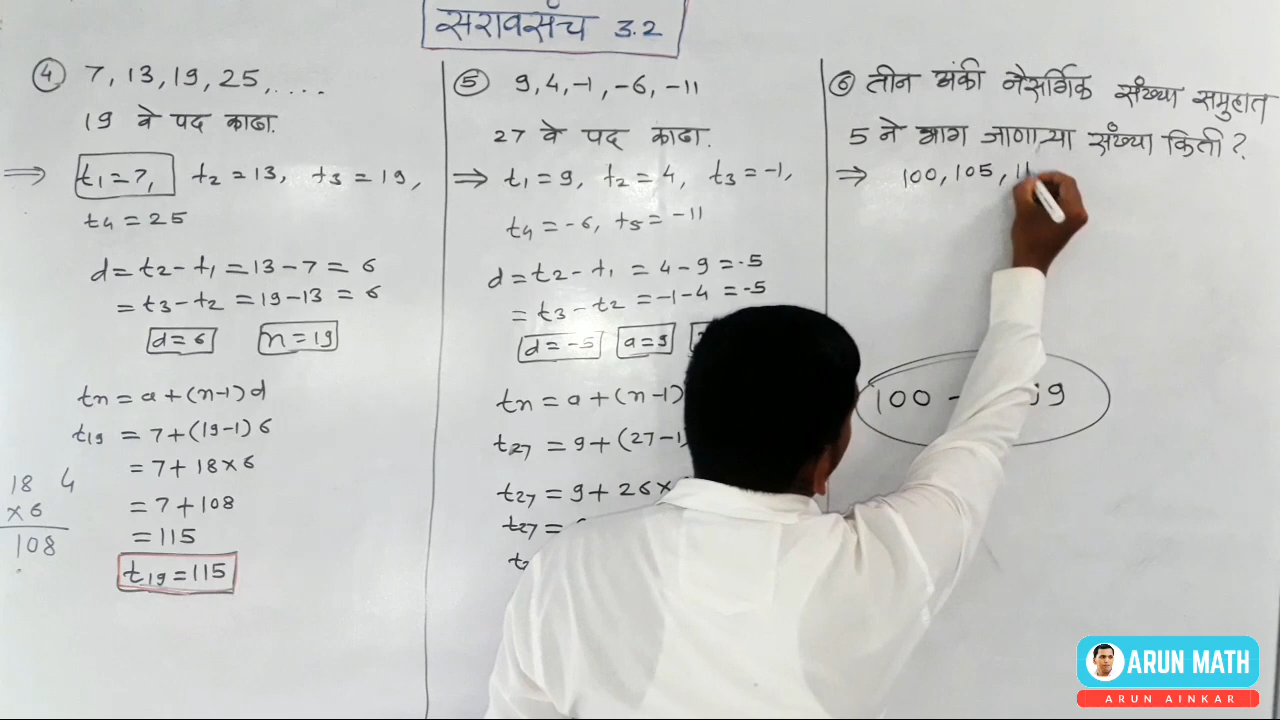 सरावसंच 3.2
④ 7, 13, 19, 25, ....
19 वे पद काढा.
⇒ t₁ = 7, t₂ = 13, t₃ = 19,
t₄ = 25
d = t₂ - t₁ = 13 - 7 = 6
= t₃ - t₂ = 19 - 13 = 6
d = 6 n = 19
tn = a + (n-1) d
t₁₉ = 7 + (19-1) 6
= 7 + 18 × 6
= 7 + 108
= 115
t₁₉ = 115
18 4
× 6
108
⑤ 9, 4, -1, -6, -11
27 वे पद काढा.
⇒ t₁ = 9, t₂ = 4, t₃ = -1,
t₄ = -6, t₅ = -11
d = t₂ - t₁ = 4 - 9 = -5
= t₃ - t₂ = -1 - 4 = -5
d = -5 a = 9
tn = a + (n-1)
t₂₇ = 9 + (27-1)
t₂₇ = 9 + 26 ×
t₂₇ =
⑥ तीन अंकी नैसर्गिक संख्या समुहात
5 ने भाग जाणाऱ्या संख्या किती?
⇒ 100, 105, 11
100 - 9
ARUN MATH
ARUN AINKAR